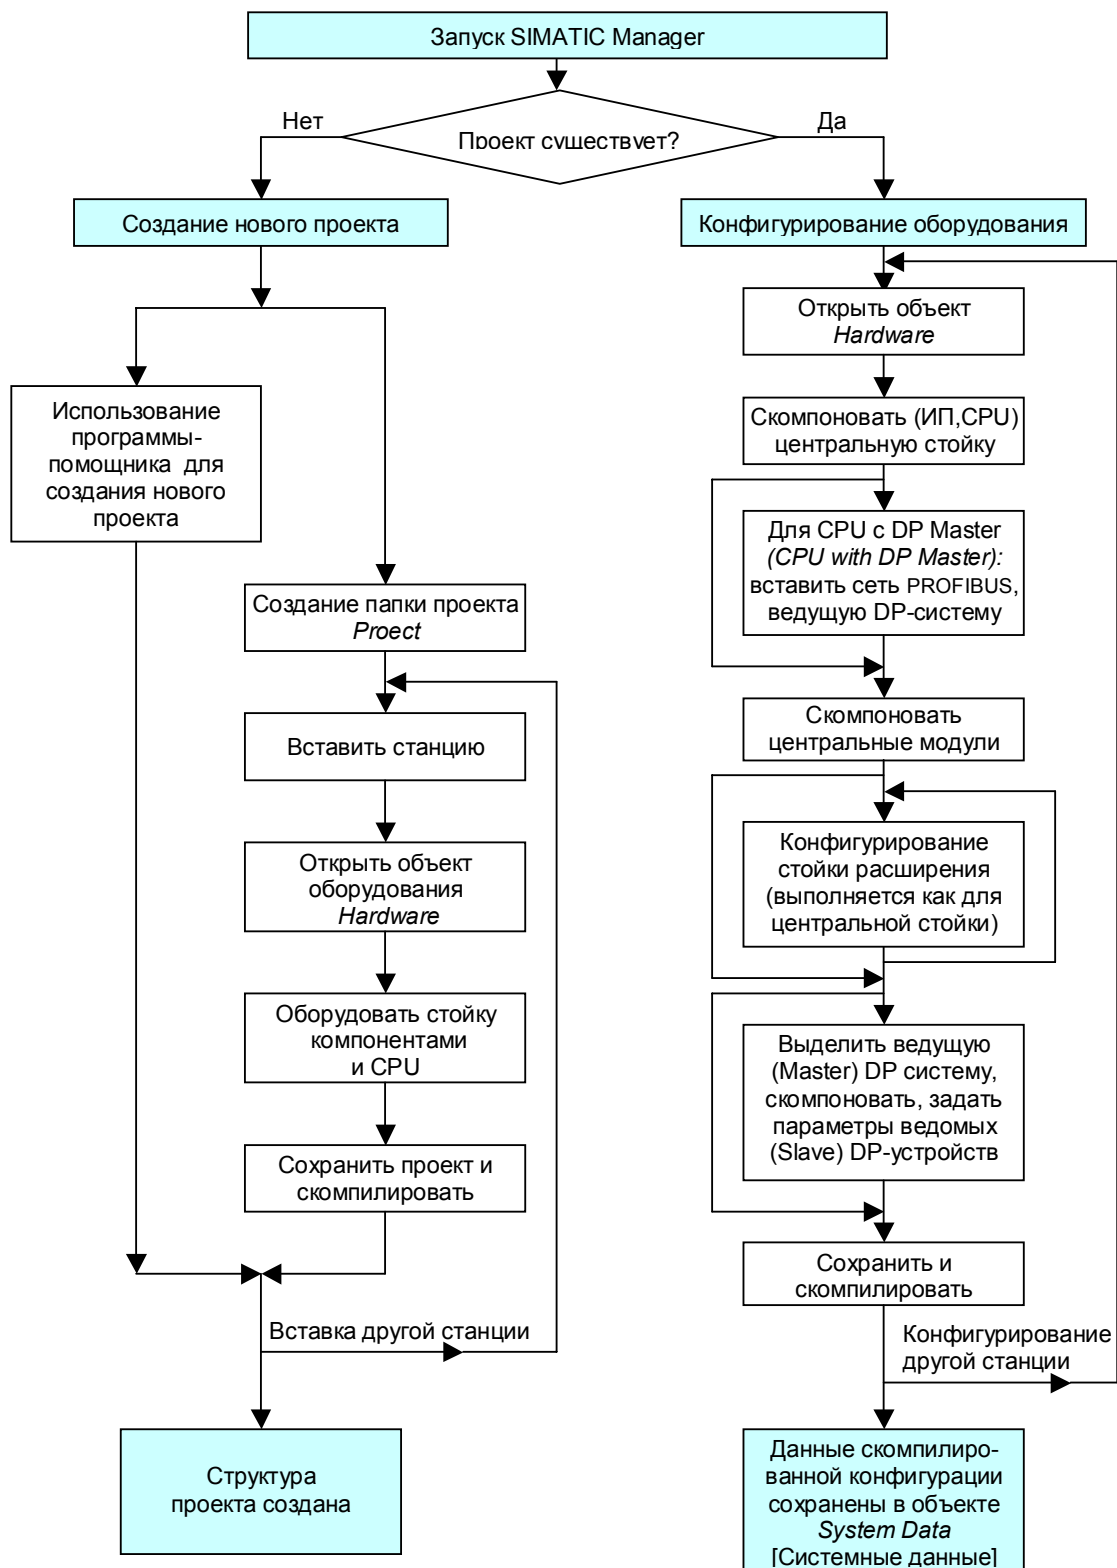 Запуск SIMATIC Manager
Проект существует?
Нет
Да
Создание нового проекта
Использование
программы-
помощника для
создания нового
проекта
Создание папки проекта
Proect
Вставить станцию
Открыть объект
оборудования
Hardware
Оборудовать стойку
компонентами
и CPU
Сохранить проект и
скомпилировать
Вставка другой станции
Структура
проекта создана
Конфигурирование оборудования
Открыть объект
Hardware
Скомпоновать (ИП,CPU)
центральную стойку
Для CPU с DP Master
(CPU with DP Master):
вставить сеть PROFIBUS,
ведущую DP-систему
Скомпоновать
центральные модули
Конфигурирование
стойки расширения
(выполняется как для
центральной стойки)
Выделить ведущую
(Master) DP систему,
скомпоновать, задать
параметры ведомых
(Slave) DP-устройств
Сохранить и
скомпилировать
Конфигурирование
другой станции
Данные скомпилиро-
ванной конфигурации
сохранены в объекте
System Data
[Системные данные]